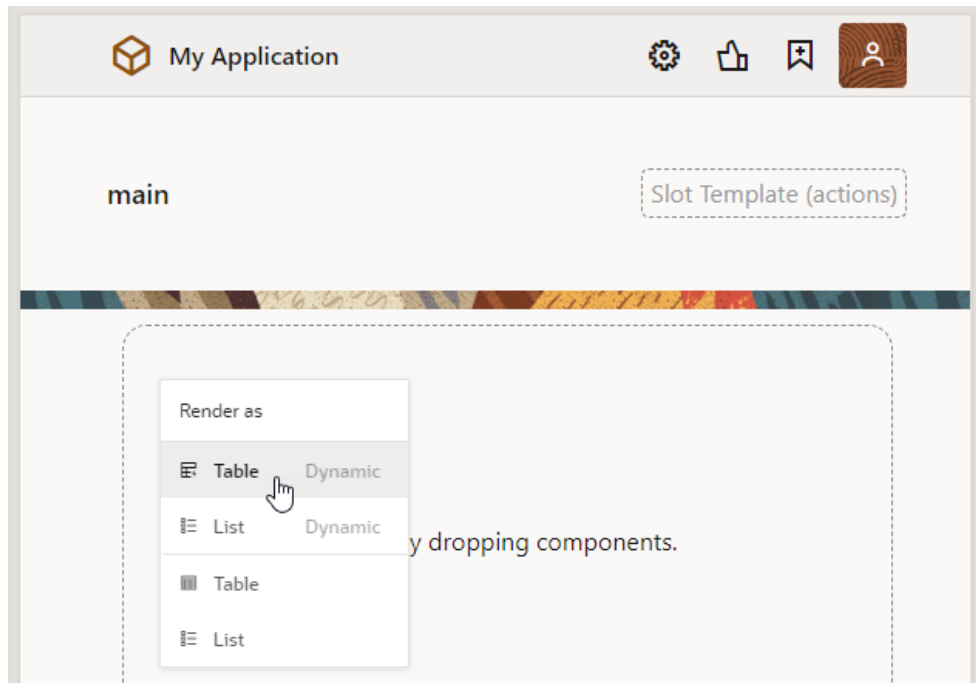 My Application
main
Slot Template (actions)
Render as
Table Dynamic
List Dynamic
y dropping components.
Table
List